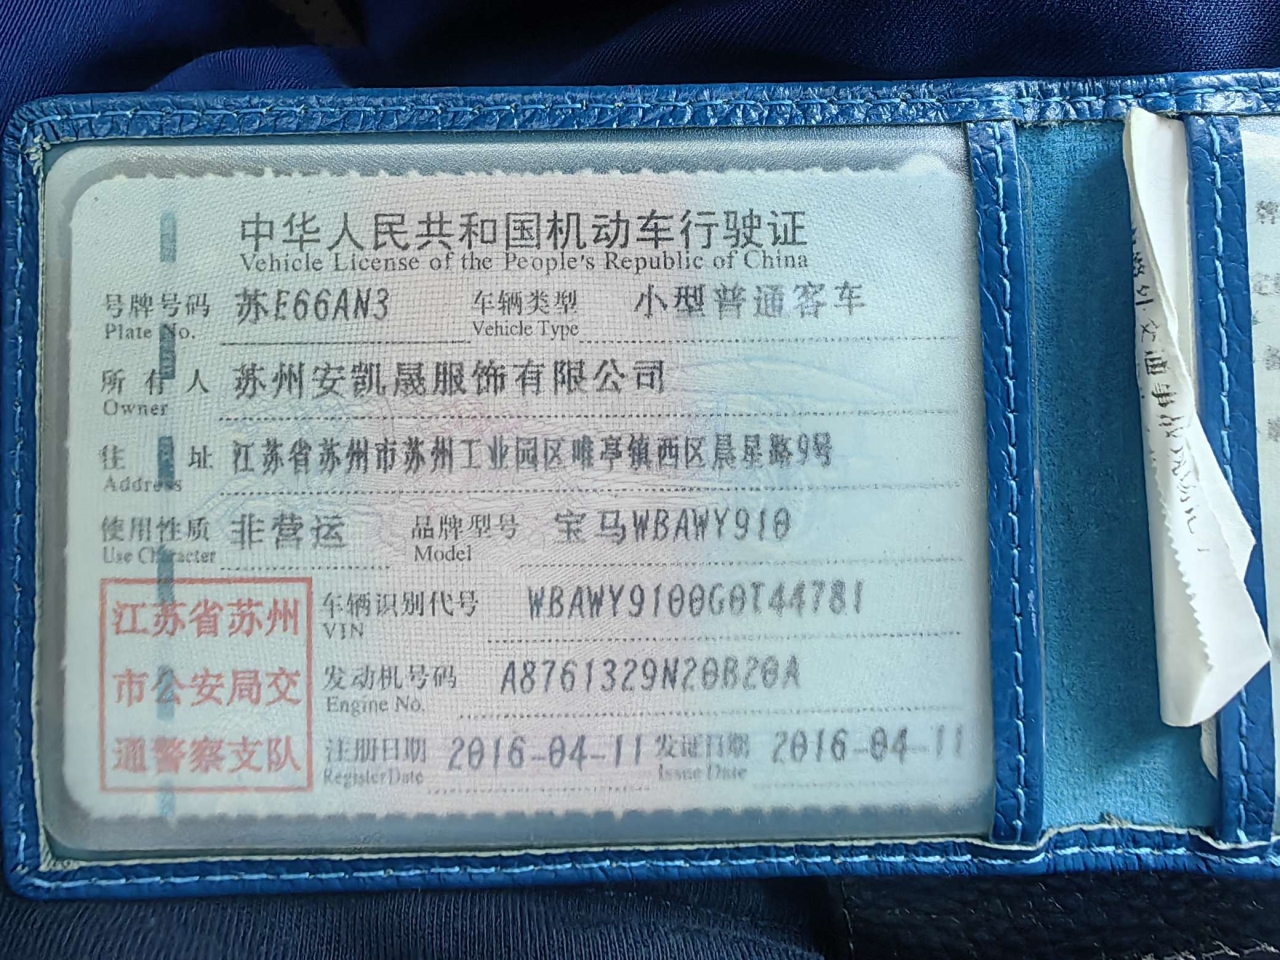 中华人民共和国机动车行驶证
Vehicle License of the People's Republic of China
号牌号码 苏E66AN3 车辆类型 小型普通客车
Plate No. Vehicle Type
所有人 苏州安凯晟服饰有限公司
Owner
住址 江苏省苏州市苏州工业园区唯亭镇西区晨星路9号
Address
使用性质 非营运 品牌型号 宝马WBAWY910
Use Character Model
江苏省苏州
市公安局交
通警察支队
车辆识别代号 WBAWY9100G0T44781
VIN
发动机号码 A8761329N20B20A
Engine No.
注册日期 2016-04-11 发证日期 2016-04-11
Register Date Issue Date
交通事故